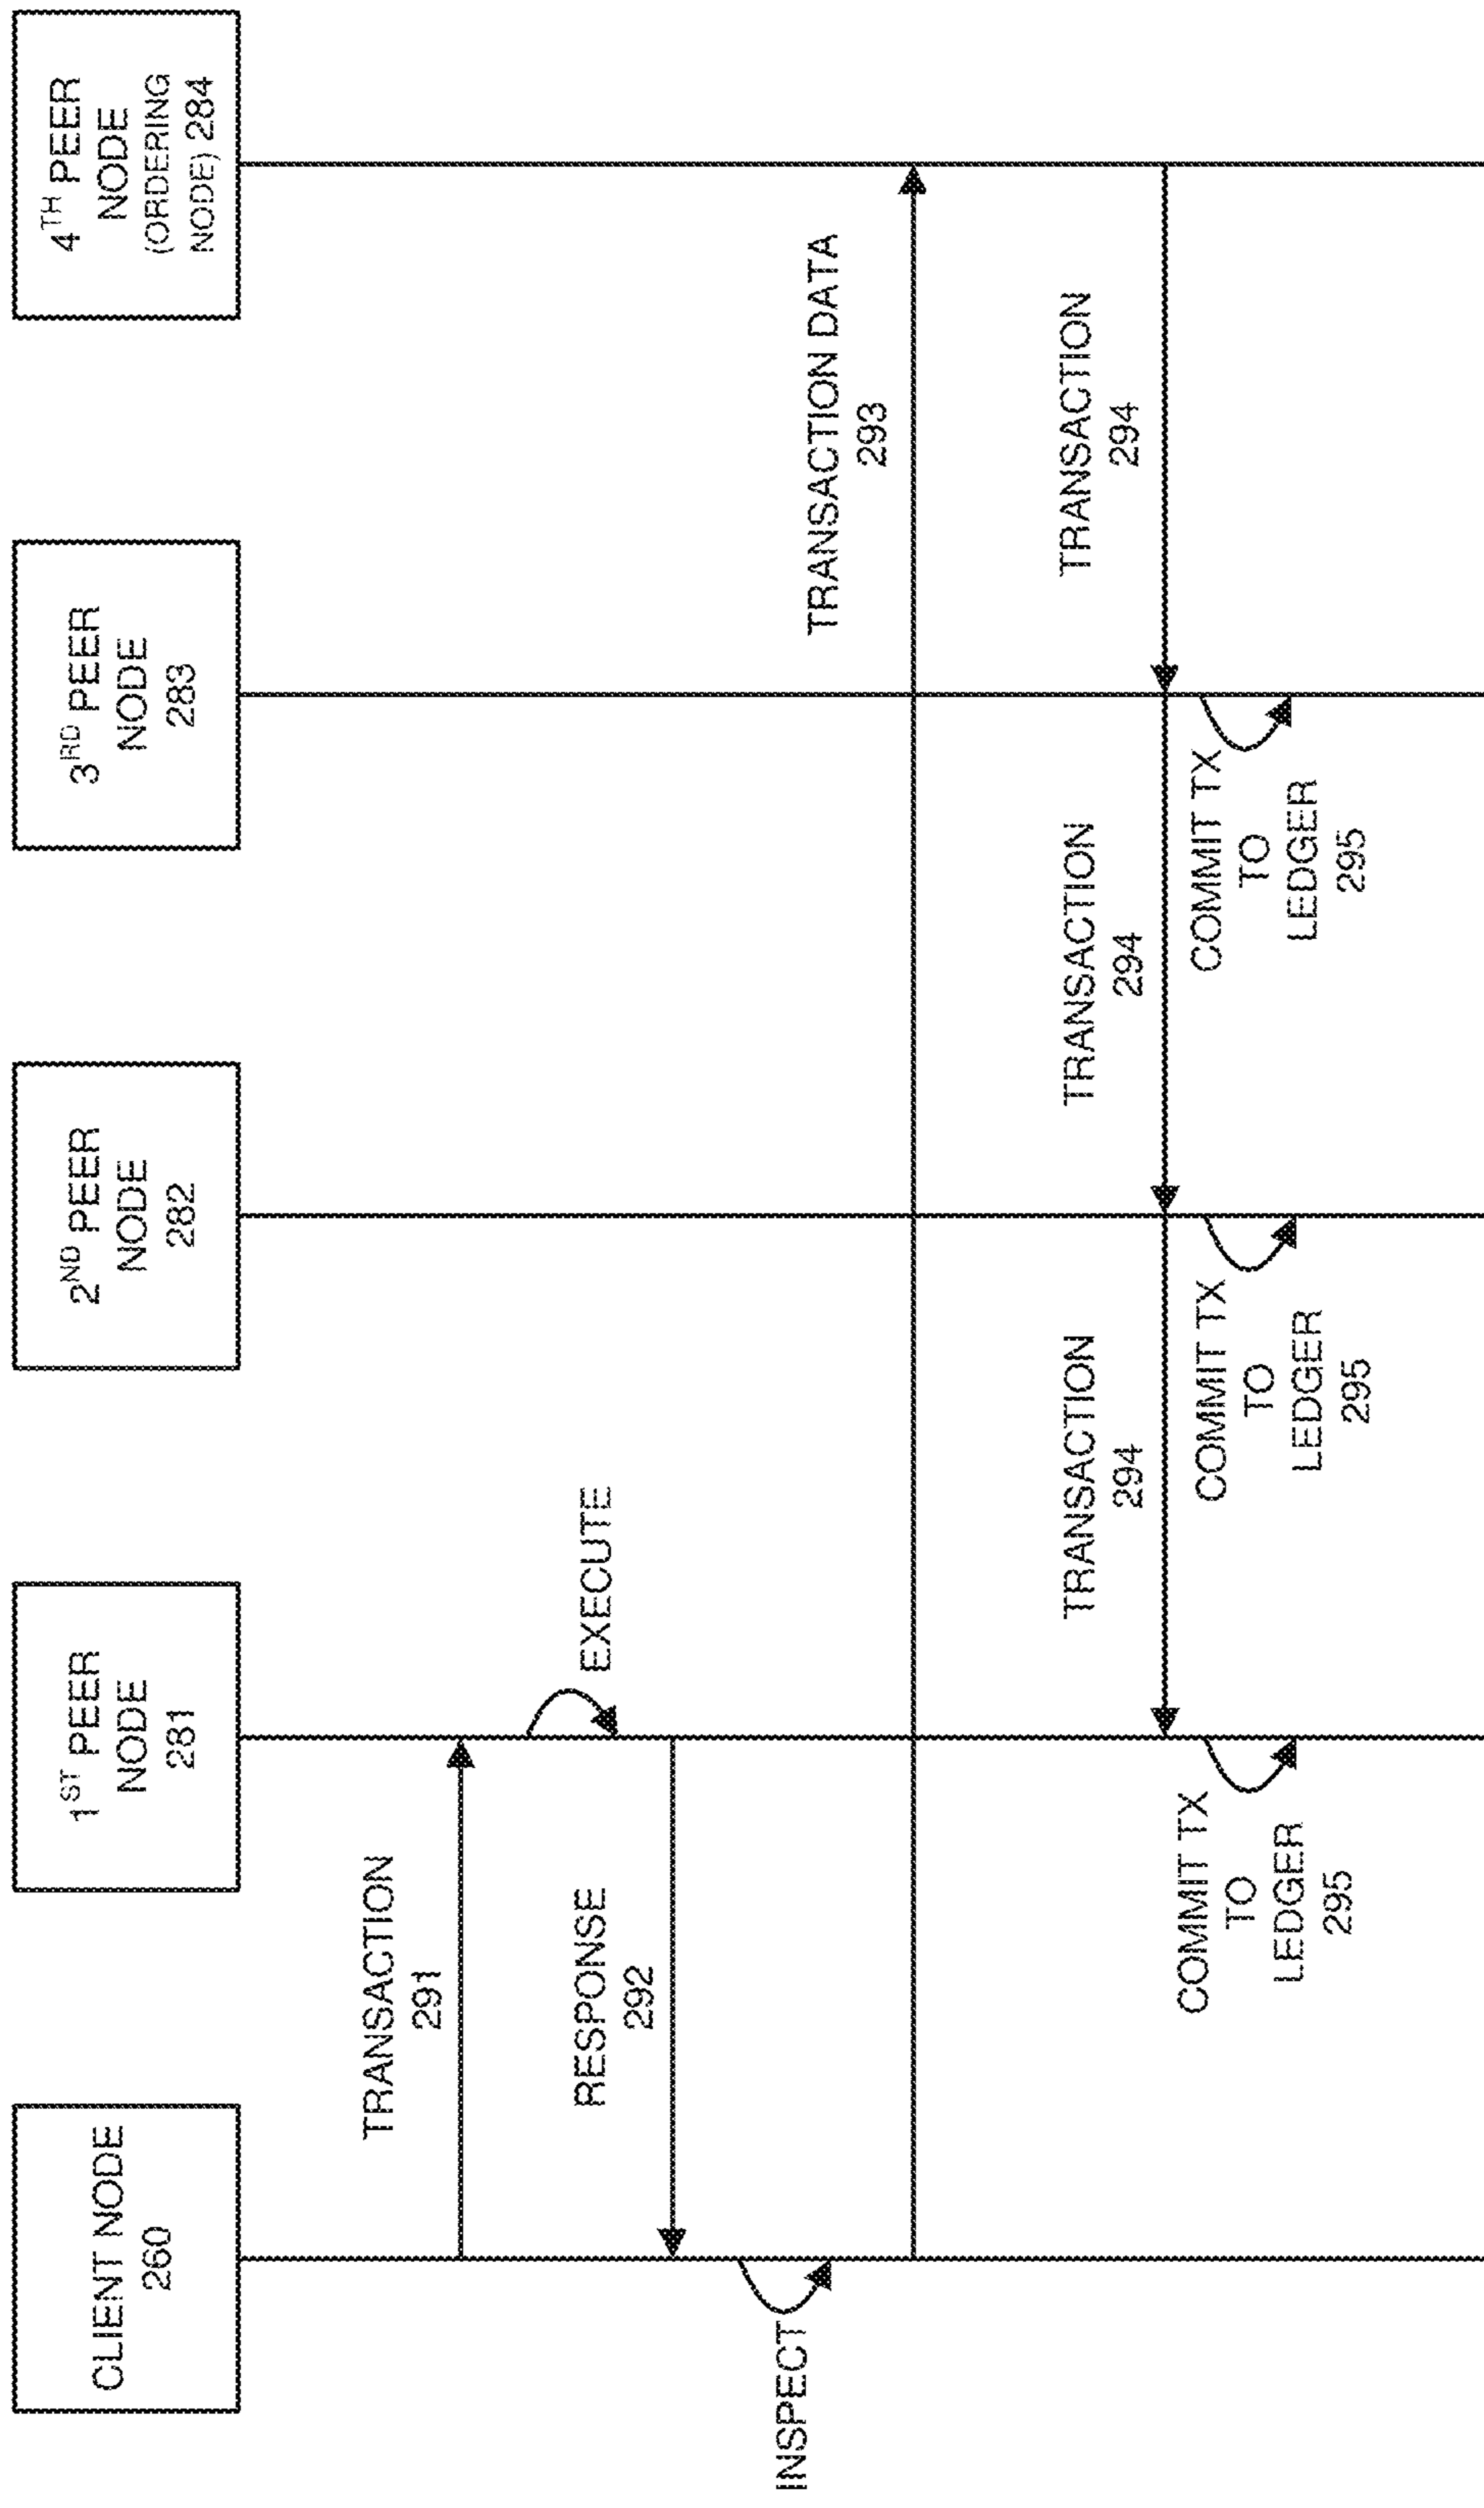 CLIENT NODE
260
1ST PEER
NODE
281
2ND PEER
NODE
282
3RD PEER
NODE
283
4TH PEER
NODE
(ORDERING
NODE) 284
TRANSACTION
291
EXECUTE
RESPONSE
292
INSPECT
TRANSACTION DATA
293
TRANSACTION
294
TRANSACTION
294
TRANSACTION
294
COMMIT TX
TO
LEDGER
295
COMMIT TX
TO
LEDGER
295
COMMIT TX
TO
LEDGER
295